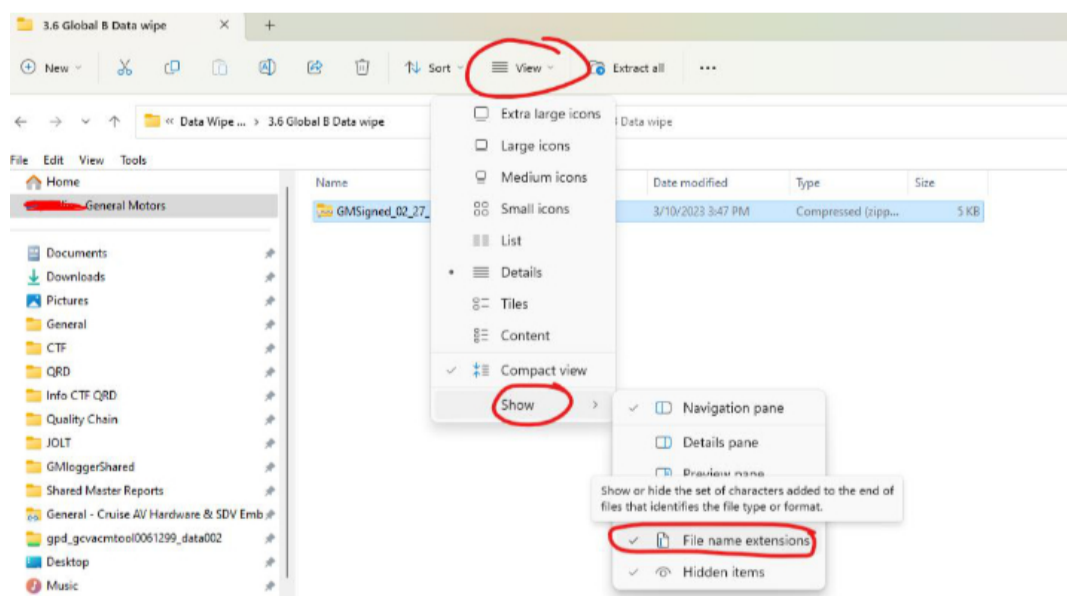 3.6 Global B Data wipe
New
Sort
View
Extract all
Data Wipe ... > 3.6 Global B Data wipe
Data wipe
File Edit View Tools
Home
General Motors
Documents
Downloads
Pictures
General
CTF
QRD
Info CTF QRD
Quality Chain
JOLT
GMloggerShared
Shared Master Reports
General - Cruise AV Hardware & SDV Emb
gpd_gcvacmtool0061299_data002
Desktop
Music
Name Date modified Type Size
GMSigned_02_27_ 3/10/2023 3:47 PM Compressed (zipp... 5 KB
Extra large icons
Large icons
Medium icons
Small icons
List
Details
Tiles
Content
Compact view
Show
Navigation pane
Details pane
Preview pane
Show or hide the set of characters added to the end of
files that identifies the file type or format.
File name extensions
Hidden items